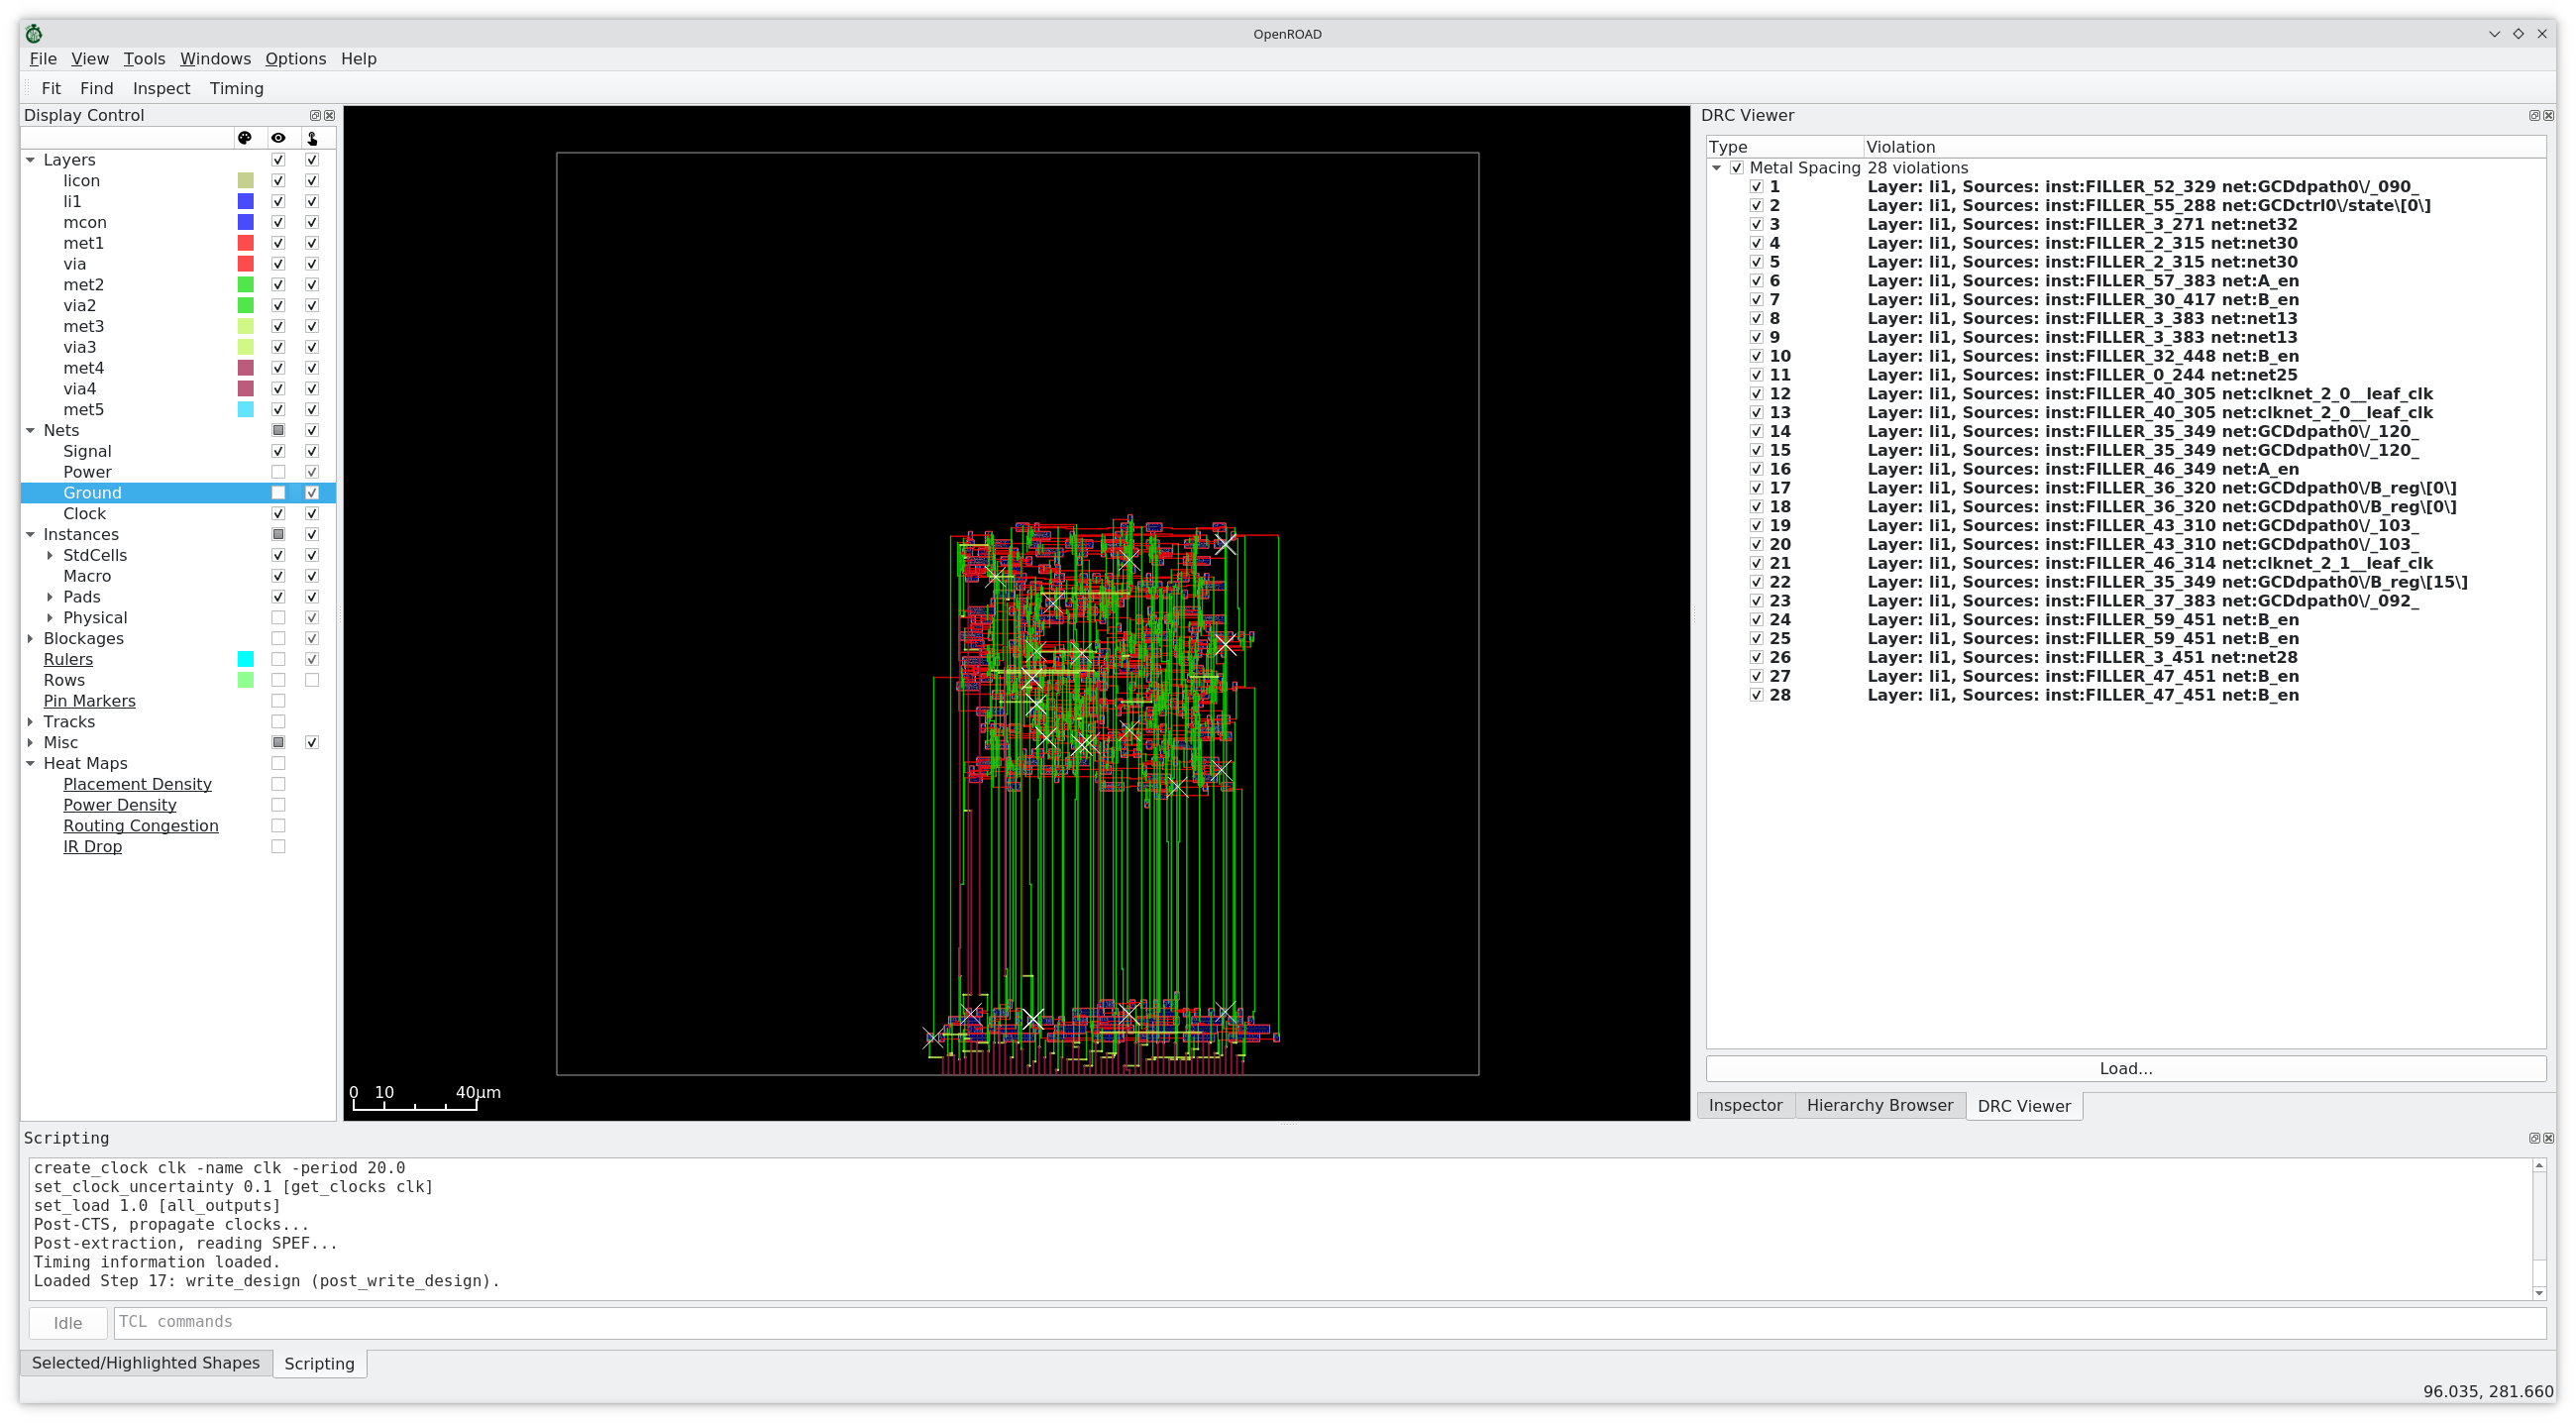 OpenROAD
File View Tools Windows Options Help
Fit Find Inspect Timing
Display Control
Layers
licon
li1
mcon
met1
via
met2
via2
met3
via3
met4
via4
met5
Nets
Signal
Power
Ground
Clock
Instances
StdCells
Macro
Pads
Physical
Blockages
Rulers
Rows
Pin Markers
Tracks
Misc
Heat Maps
Placement Density
Power Density
Routing Congestion
IR Drop
0 10 40μm
DRC Viewer
Type Violation
Metal Spacing 28 violations
1 Layer: li1, Sources: inst:FILLER_52_329 net:GCDdpath0\/_090_
2 Layer: li1, Sources: inst:FILLER_55_288 net:GCDctrl0\/state\[0\]
3 Layer: li1, Sources: inst:FILLER_3_271 net:net32
4 Layer: li1, Sources: inst:FILLER_2_315 net:net30
5 Layer: li1, Sources: inst:FILLER_2_315 net:net30
6 Layer: li1, Sources: inst:FILLER_57_383 net:A_en
7 Layer: li1, Sources: inst:FILLER_30_417 net:B_en
8 Layer: li1, Sources: inst:FILLER_3_383 net:net13
9 Layer: li1, Sources: inst:FILLER_3_383 net:net13
10 Layer: li1, Sources: inst:FILLER_32_448 net:B_en
11 Layer: li1, Sources: inst:FILLER_0_244 net:net25
12 Layer: li1, Sources: inst:FILLER_40_305 net:clknet_2_0__leaf_clk
13 Layer: li1, Sources: inst:FILLER_40_305 net:clknet_2_0__leaf_clk
14 Layer: li1, Sources: inst:FILLER_35_349 net:GCDdpath0\/_120_
15 Layer: li1, Sources: inst:FILLER_35_349 net:GCDdpath0\/_120_
16 Layer: li1, Sources: inst:FILLER_46_349 net:A_en
17 Layer: li1, Sources: inst:FILLER_36_320 net:GCDdpath0\/B_reg\[0\]
18 Layer: li1, Sources: inst:FILLER_36_320 net:GCDdpath0\/B_reg\[0\]
19 Layer: li1, Sources: inst:FILLER_43_310 net:GCDdpath0\/_103_
20 Layer: li1, Sources: inst:FILLER_43_310 net:GCDdpath0\/_103_
21 Layer: li1, Sources: inst:FILLER_46_314 net:clknet_2_1__leaf_clk
22 Layer: li1, Sources: inst:FILLER_35_349 net:GCDdpath0\/B_reg\[15\]
23 Layer: li1, Sources: inst:FILLER_37_383 net:GCDdpath0\/_092_
24 Layer: li1, Sources: inst:FILLER_59_451 net:B_en
25 Layer: li1, Sources: inst:FILLER_59_451 net:B_en
26 Layer: li1, Sources: inst:FILLER_3_451 net:net28
27 Layer: li1, Sources: inst:FILLER_47_451 net:B_en
28 Layer: li1, Sources: inst:FILLER_47_451 net:B_en
Load...
Inspector Hierarchy Browser DRC Viewer
Scripting
create_clock clk -name clk -period 20.0
set_clock_uncertainty 0.1 [get_clocks clk]
set_load 1.0 [all_outputs]
Post-CTS, propagate clocks...
Post-extraction, reading SPEF...
Timing information loaded.
Loaded Step 17: write_design (post_write_design).
Idle TCL commands
Selected/Highlighted Shapes Scripting
96.035, 281.660